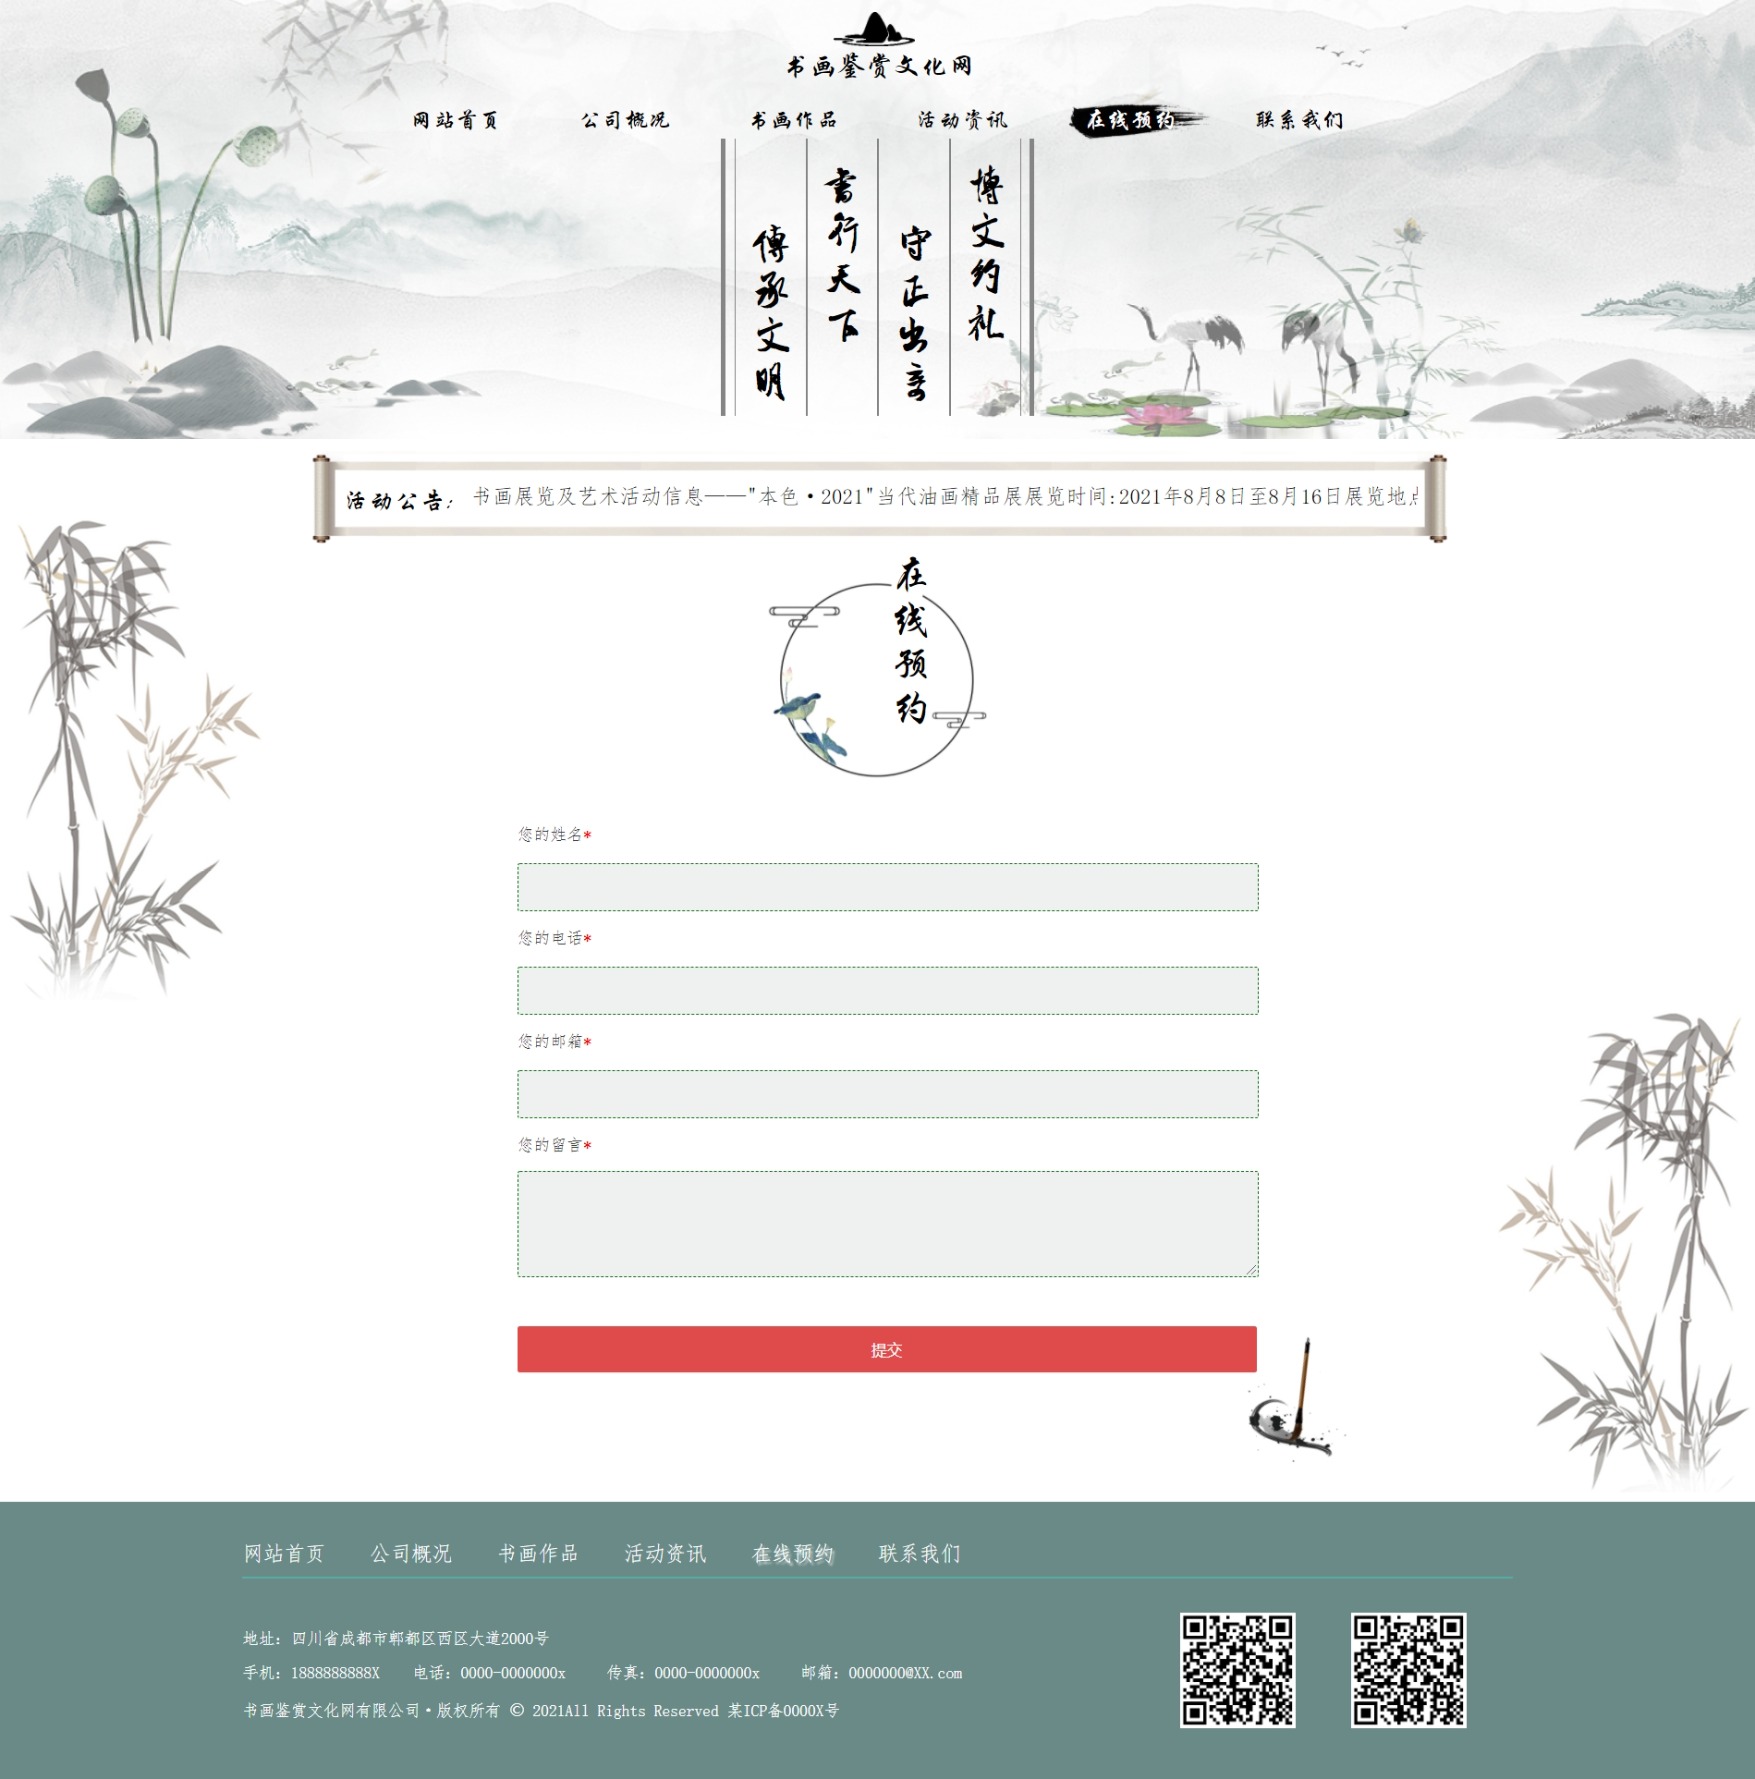 书画鉴赏文化网
网站首页 公司概况 书画作品 活动资讯 在线预约 联系我们
博文约礼
守正出奇
書行天下
傳承文明
活动公告: 书画展览及艺术活动信息——"本色·2021"当代油画精品展展览时间:2021年8月8日至8月16日展览地点
在线预约
您的姓名*
您的电话*
您的邮箱*
您的留言*
提交
网站首页 公司概况 书画作品 活动资讯 在线预约 联系我们
地址：四川省成都市郫都区西区大道2000号
手机：1888888888X 电话：0000-0000000x 传真：0000-0000000x 邮箱：0000000@XX.com
书画鉴赏文化网有限公司·版权所有 © 2021All Rights Reserved 某ICP备0000X号